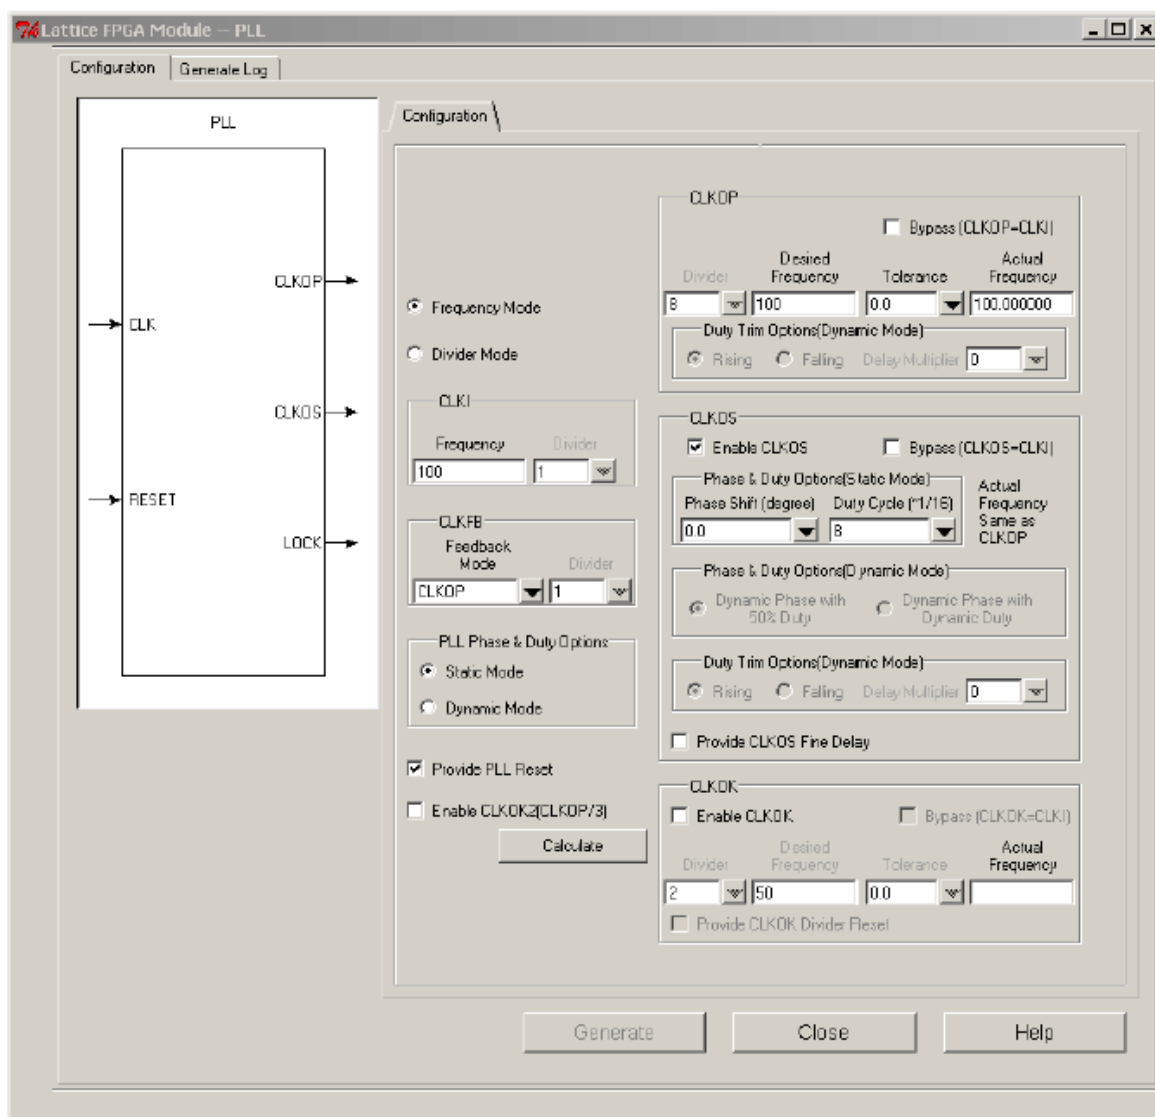 Lattice FPGA Module -- PLL
Configuration
Generate Log
PLL
CLKOP
CLK
CLKOS
RESET
LOCK
Configuration
Frequency Mode
Divider Mode
CLKI
Frequency Divider
100 1
CLKFB
Feedback
Mode Divider
CLKOP 1
PLL Phase & Duty Options
Static Mode
Dynamic Mode
Provide PLL Reset
Enable CLKOK2(CLKOP/3)
Calculate
CLKOP
Bypass (CLKOP=CLKI)
Desired Actual
Divider Frequency Tolerance Frequency
8 100 0.0 100.000000
Duty Trim Options(Dynamic Mode)
Rising Falling Delay Multiplier 0
CLKOS
Enable CLKOS Bypass (CLKOS=CLKI)
Phase & Duty Options(Static Mode)
Phase Shift (degree) Duty Cycle (*1/16)
0.0 8
Actual
Frequency
Same as
CLKOP
Phase & Duty Options(Dynamic Mode)
Dynamic Phase with Dynamic Phase with
50% Duty Dynamic Duty
Duty Trim Options(Dynamic Mode)
Rising Falling Delay Multiplier 0
Provide CLKOS Fine Delay
CLKOK
Enable CLKOK Bypass (CLKOK=CLKI)
Desired Actual
Divider Frequency Tolerance Frequency
2 50 0.0
Provide CLKOK Divider Reset
Generate Close Help